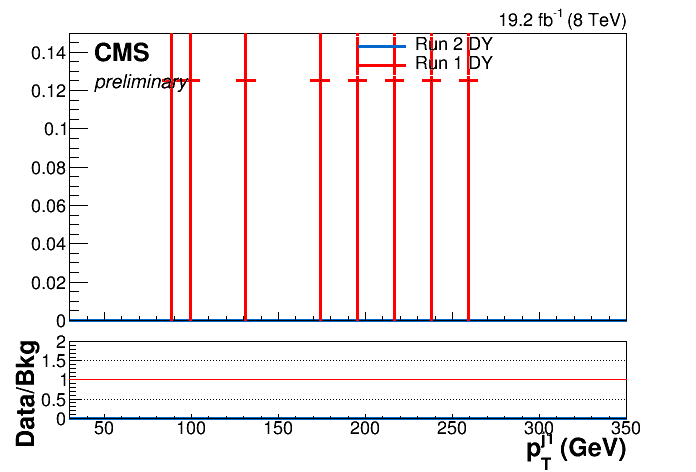 19.2 fb⁻¹ (8 TeV)
CMS
preliminary
Run 2 DY
Run 1 DY
0.14
0.12
0.1
0.08
0.06
0.04
0.02
0
Data/Bkg
2
1.5
1
0.5
0
50 100 150 200 250 300 350
p_T^j1 (GeV)